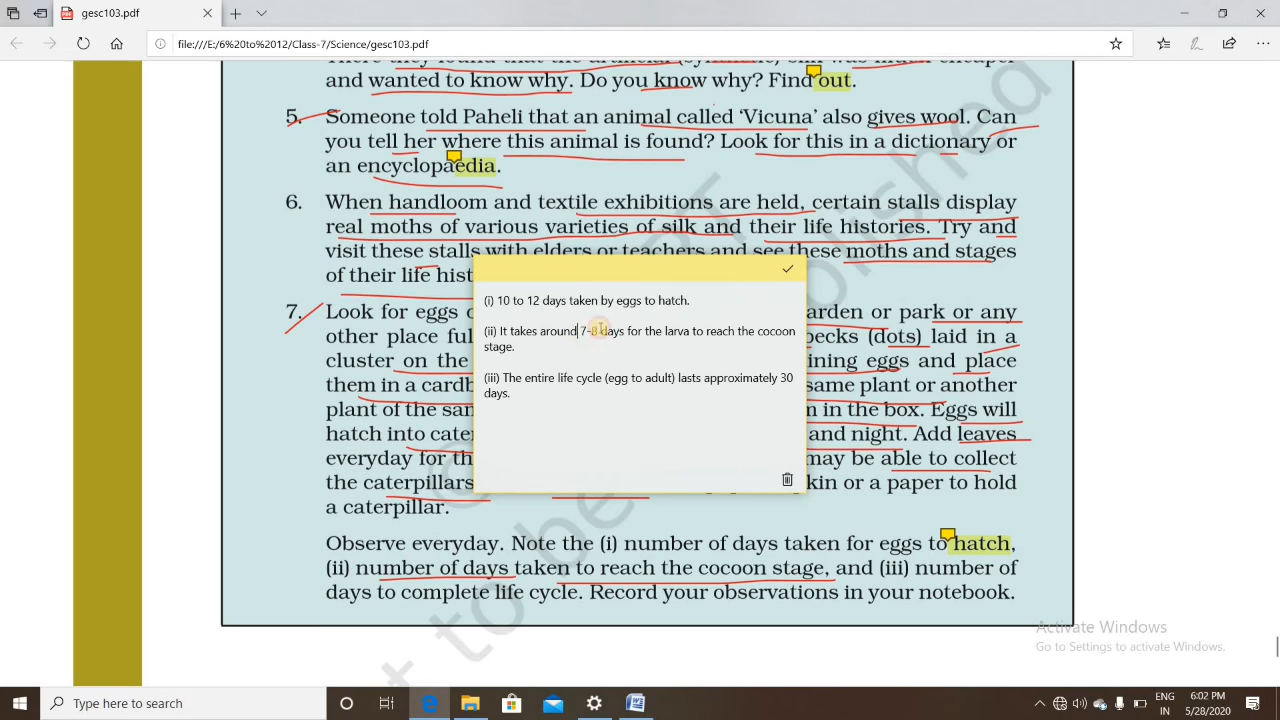 gesc103.pdf
file:///E:/6%20to%2012/Class-7/Science/gesc103.pdf
and wanted to know why. Do you know why? Find out.
5. Someone told Paheli that an animal called ‘Vicuna’ also gives wool. Can
you tell her where this animal is found? Look for this in a dictionary or
an encyclopaedia.
6. When handloom and textile exhibitions are held, certain stalls display
real moths of various varieties of silk and their life histories. Try and
visit these stalls with elders or teachers and see these moths and stages
of their life hist
(i) 10 to 12 days taken by eggs to hatch.
(ii) It takes around 7-8 days for the larva to reach the cocoon
stage.
(iii) The entire life cycle (egg to adult) lasts approximately 30
days.
7. Look for eggs arden or park or any
other place ful becks (dots) laid in a
cluster on the ining eggs and place
them in a cardb same plant or another
plant of the san in the box. Eggs will
hatch into cate and night. Add leaves
everyday for th may be able to collect
the caterpillars kin or a paper to hold
a caterpillar.
Observe everyday. Note the (i) number of days taken for eggs to hatch,
(ii) number of days taken to reach the cocoon stage, and (iii) number of
days to complete life cycle. Record your observations in your notebook.
Activate Windows
Go to Settings to activate Windows.
Type here to search
ENG
IN
6:02 PM
5/28/2020